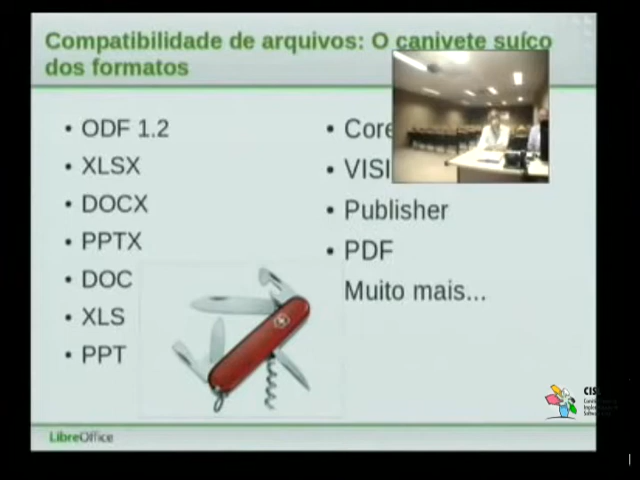 Compatibilidade de arquivos: O canivete suíço
dos formatos
• ODF 1.2
• XLSX
• DOCX
• PPTX
• DOC
• XLS
• PPT
• Core
• VISI
• Publisher
• PDF
Muito mais...
LibreOffice
CIS